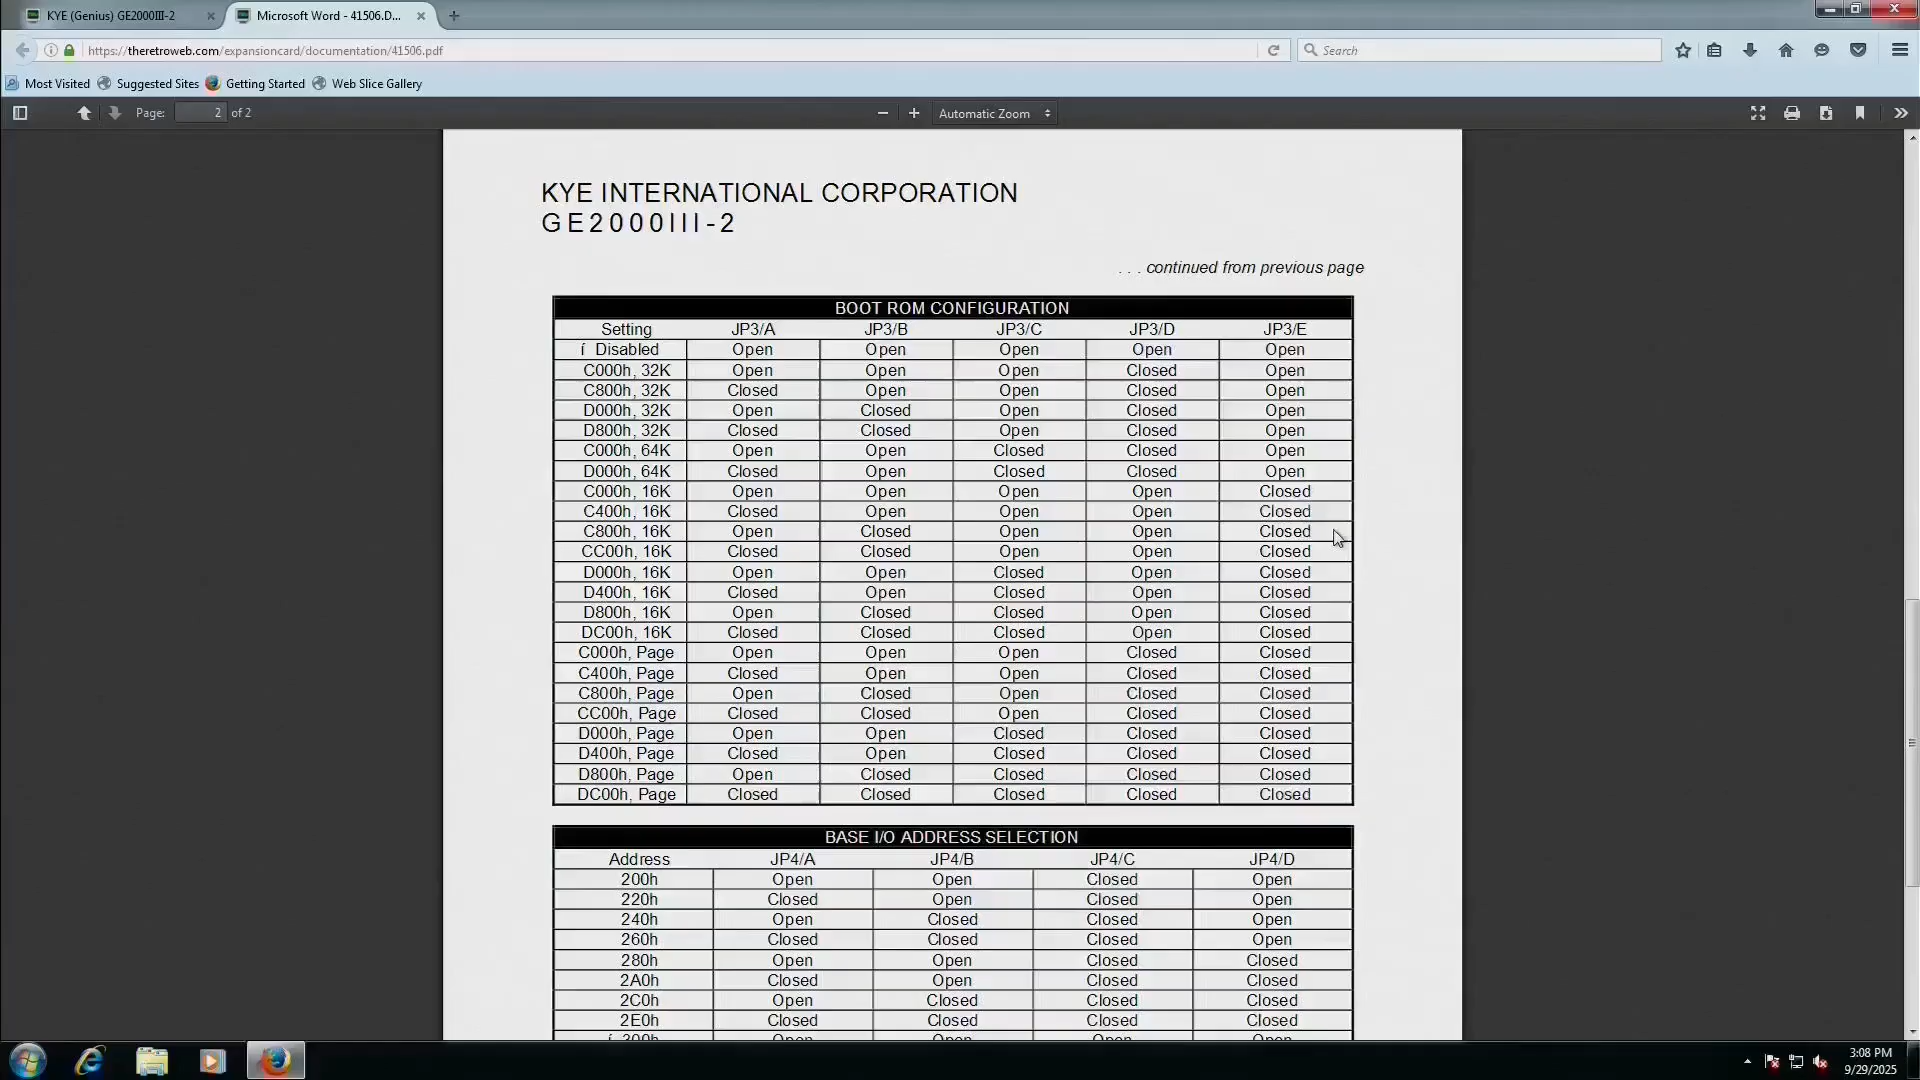 KYE (Genius) GE2000III-2
Microsoft Word - 41506.D...
https://theretroweb.com/expansioncard/documentation/41506.pdf
Search
Most Visited Suggested Sites Getting Started Web Slice Gallery
Page: 2 of 2
Automatic Zoom
KYE INTERNATIONAL CORPORATION
GE2000III-2
. . . continued from previous page
BOOT ROM CONFIGURATION
Setting JP3/A JP3/B JP3/C JP3/D JP3/E
í Disabled Open Open Open Open Open
C000h, 32K Open Open Open Closed Open
C800h, 32K Closed Open Open Closed Open
D000h, 32K Open Closed Open Closed Open
D800h, 32K Closed Closed Open Closed Open
C000h, 64K Open Open Closed Closed Open
D000h, 64K Closed Open Closed Closed Open
C000h, 16K Open Open Open Open Closed
C400h, 16K Closed Open Open Open Closed
C800h, 16K Open Closed Open Open Closed
CC00h, 16K Closed Closed Open Open Closed
D000h, 16K Open Open Closed Open Closed
D400h, 16K Closed Open Closed Open Closed
D800h, 16K Open Closed Closed Open Closed
DC00h, 16K Closed Closed Closed Open Closed
C000h, Page Open Open Open Closed Closed
C400h, Page Closed Open Open Closed Closed
C800h, Page Open Closed Open Closed Closed
CC00h, Page Closed Closed Open Closed Closed
D000h, Page Open Open Closed Closed Closed
D400h, Page Closed Open Closed Closed Closed
D800h, Page Open Closed Closed Closed Closed
DC00h, Page Closed Closed Closed Closed Closed
BASE I/O ADDRESS SELECTION
Address JP4/A JP4/B JP4/C JP4/D
200h Open Open Closed Open
220h Closed Open Closed Open
240h Open Closed Closed Open
260h Closed Closed Closed Open
280h Open Open Closed Closed
2A0h Closed Open Closed Closed
2C0h Open Closed Closed Closed
2E0h Closed Closed Closed Closed
í 300h Open Open Open Open
3:08 PM
9/29/2025